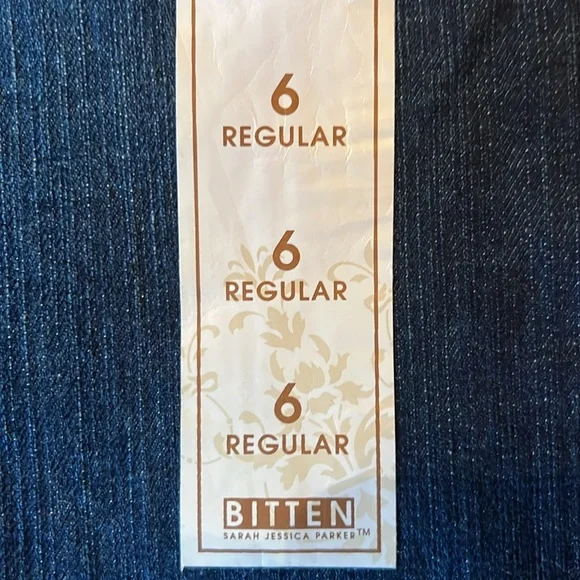 6
REGULAR
6
REGULAR
6
REGULAR
BITTEN
SARAH JESSICA PARKER™